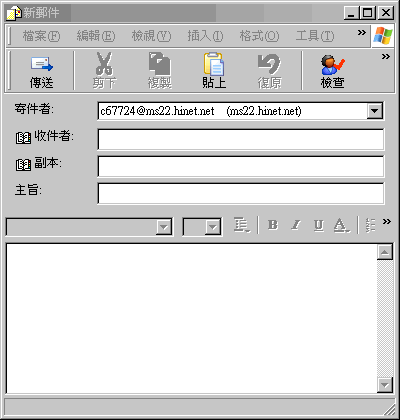 新郵件
檔案(F) 編輯(E) 檢視(V) 插入(I) 格式(O) 工具(T) »
傳送 剪下 複製 貼上 復原 檢查 »
寄件者: c67724@ms22.hinet.net (ms22.hinet.net)
收件者:
副本:
主旨:
B I U A »